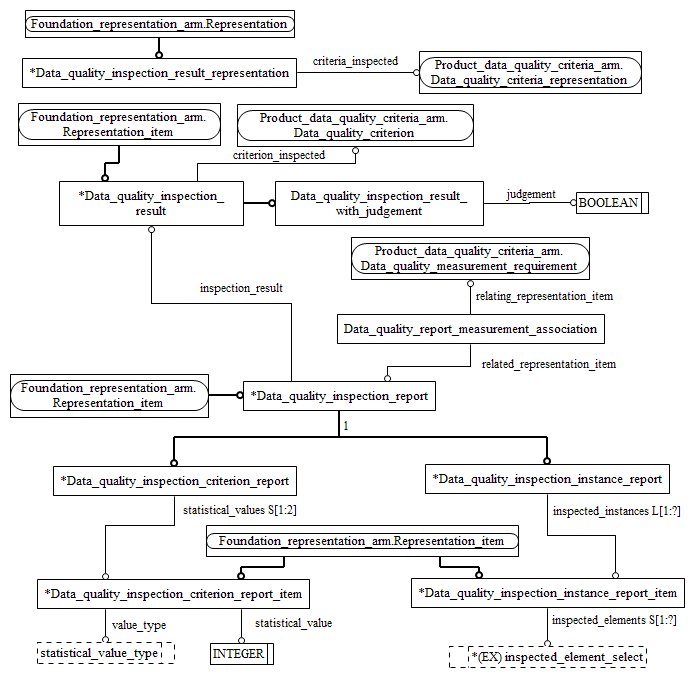 Foundation_representation_arm.Representation
*Data_quality_inspection_result_representation
criteria_inspected
Product_data_quality_criteria_arm.
Data_quality_criteria_representation
Foundation_representation_arm.
Representation_item
Product_data_quality_criteria_arm.
Data_quality_criterion
criterion_inspected
*Data_quality_inspection_
result
Data_quality_inspection_result_
with_judgement
judgement
BOOLEAN
Product_data_quality_criteria_arm.
Data_quality_measurement_requirement
inspection_result
relating_representation_item
Data_quality_report_measurement_association
related_representation_item
Foundation_representation_arm.
Representation_item
*Data_quality_inspection_report
1
*Data_quality_inspection_criterion_report
*Data_quality_inspection_instance_report
statistical_values S[1:2]
inspected_instances L[1:?]
Foundation_representation_arm.Representation_item
*Data_quality_inspection_criterion_report_item
*Data_quality_inspection_instance_report_item
value_type
statistical_value
inspected_elements S[1:?]
statistical_value_type
INTEGER
*(EX) inspected_element_select